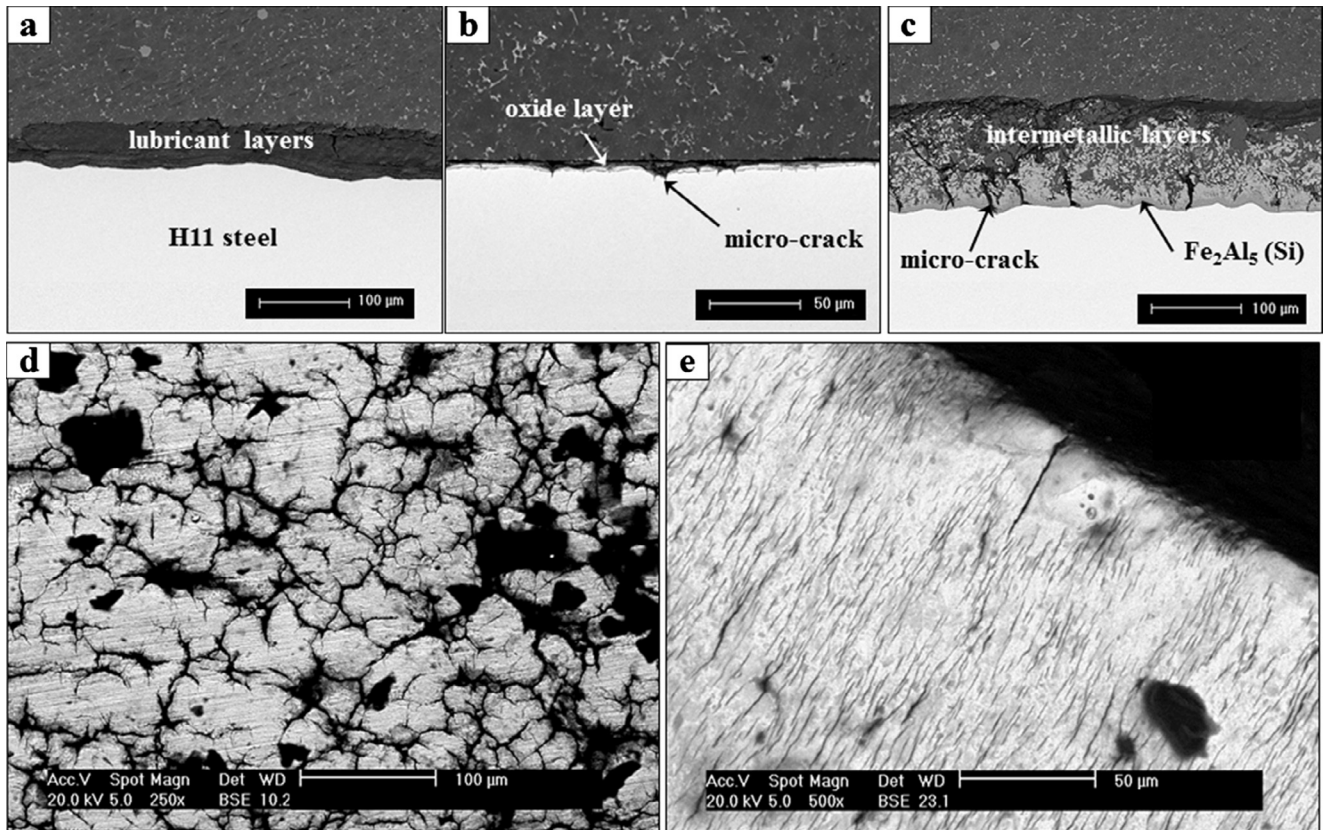 a
lubricant layers
H11 steel
100 µm
b
oxide layer
micro-crack
50 µm
c
intermetallic layers
micro-crack
Fe₂Al₅ (Si)
100 µm
d
Acc.V Spot Magn Det WD 100 µm
20.0 kV 5.0 250x BSE 10.2
e
Acc.V Spot Magn Det WD 50 µm
20.0 kV 5.0 500x BSE 23.1